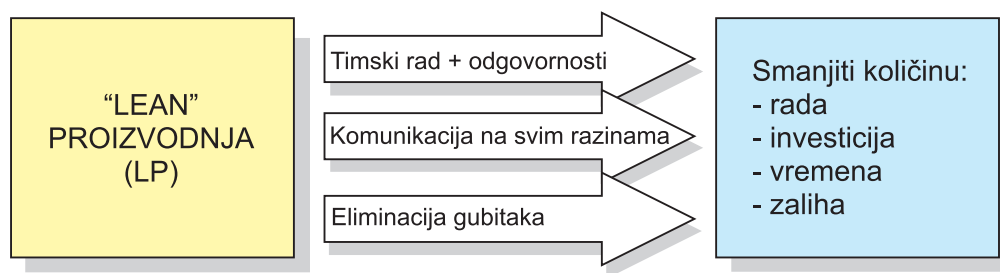 “LEAN”
PROIZVODNJA
(LP)
Timski rad + odgovornosti
Komunikacija na svim razinama
Eliminacija gubitaka
Smanjiti količinu:
- rada
- investicija
- vremena
- zaliha